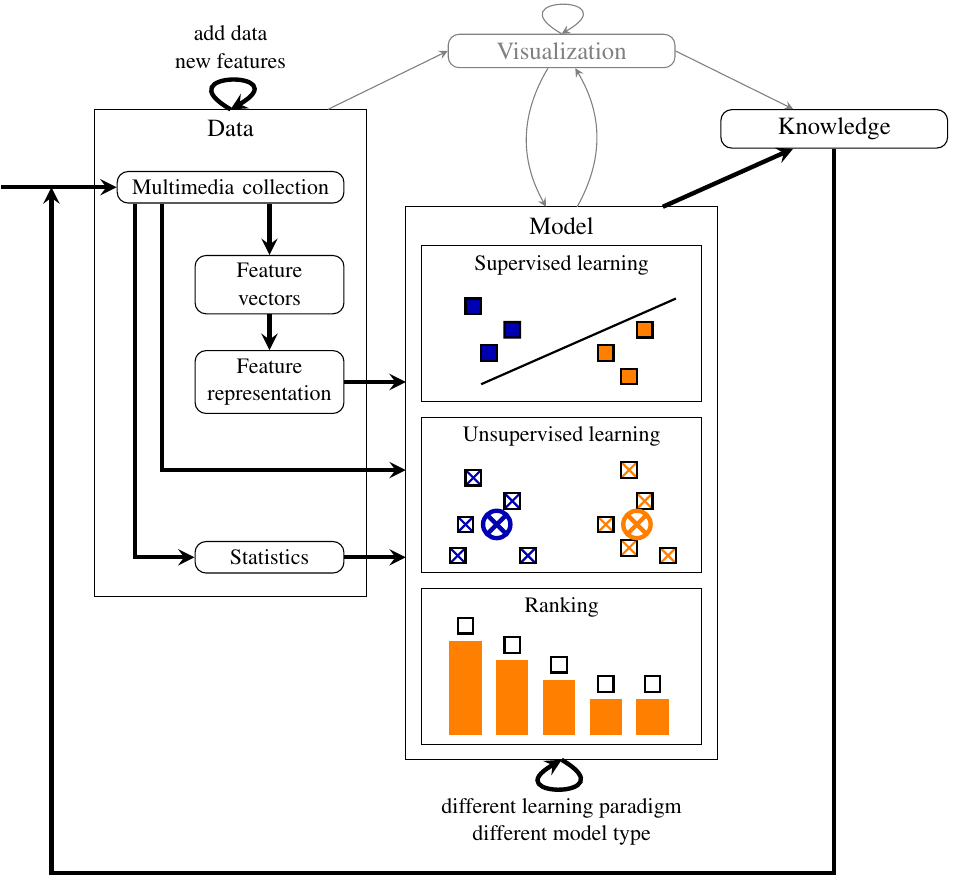 add data
new features
Visualization
Data
Knowledge
Multimedia collection
Feature
vectors
Feature
representation
Statistics
Model
Supervised learning
Unsupervised learning
Ranking
different learning paradigm
different model type